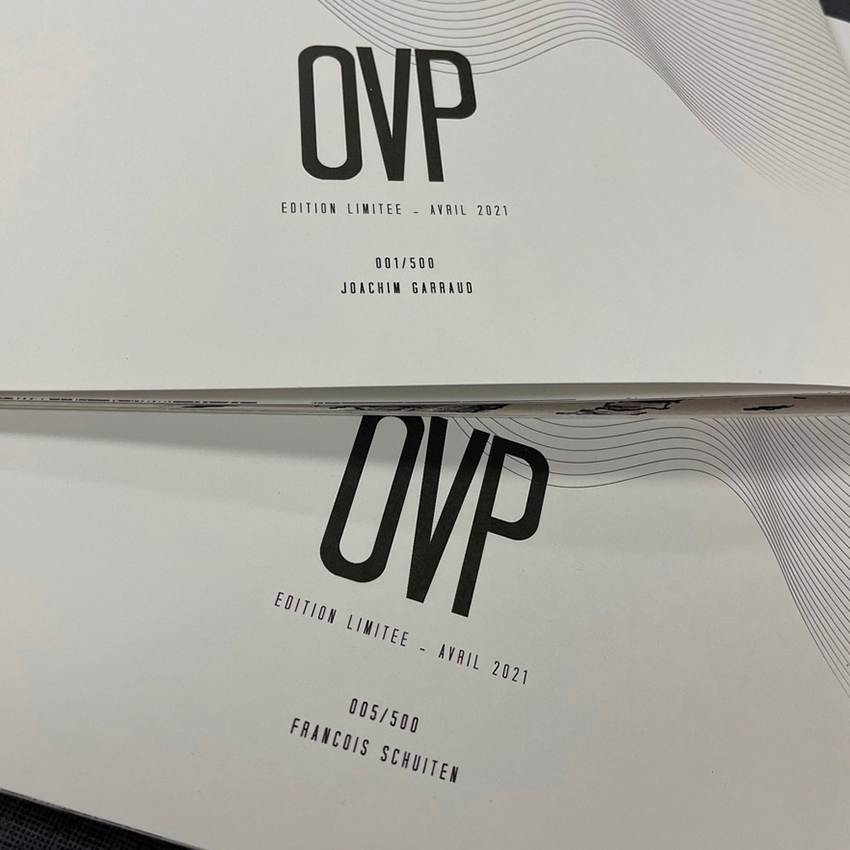 OVP
EDITION LIMITEE - AVRIL 2021
001/500
JOACHIM GARRAUD
OVP
EDITION LIMITEE - AVRIL 2021
005/500
FRANCOIS SCHUITEN